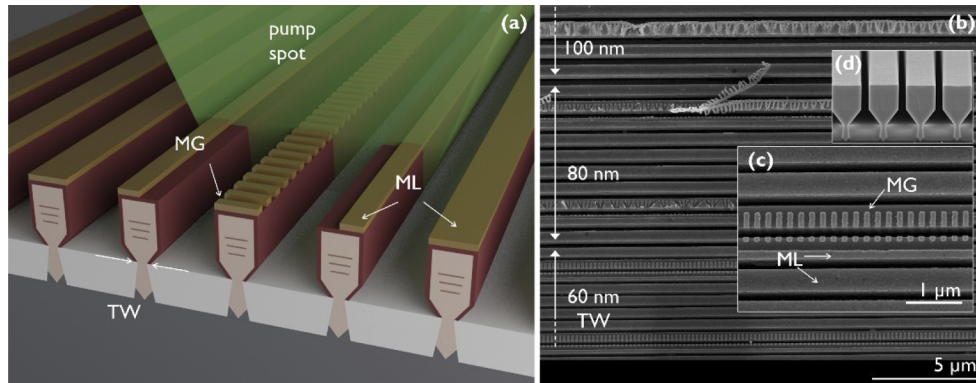 (a)
pump
spot
MG
ML
TW
(b)
100 nm
(d)
80 nm
(c)
MG
ML
1 µm
60 nm
TW
5 µm